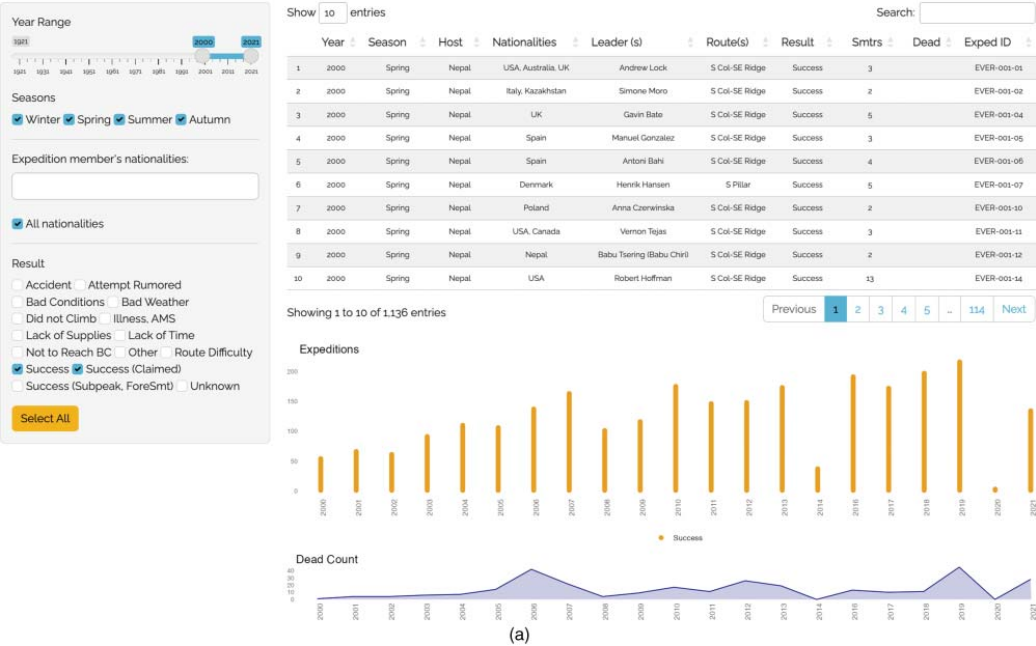 Year Range
1921 2000 2021
1921 1931 1941 1951 1961 1971 1981 1991 2001 2011 2021
Seasons
Winter Spring Summer Autumn
Expedition member's nationalities:
All nationalities
Result
Accident Attempt Rumored
Bad Conditions Bad Weather
Did not Climb Illness, AMS
Lack of Supplies Lack of Time
Not to Reach BC Other Route Difficulty
Success Success (Claimed)
Success (Subpeak, ForeSmt) Unknown
Select All
Show 10 entries Search:
Year Season Host Nationalities Leader (s) Route(s) Result Smtrs Dead Exped ID
1 2000 Spring Nepal USA, Australia, UK Andrew Lock S Col-SE Ridge Success 3 EVER-001-01
2 2000 Spring Nepal Italy, Kazakhstan Simone Moro S Col-SE Ridge Success 2 EVER-001-02
3 2000 Spring Nepal UK Gavin Bate S Col-SE Ridge Success 5 EVER-001-04
4 2000 Spring Nepal Spain Manuel Gonzalez S Col-SE Ridge Success 3 EVER-001-05
5 2000 Spring Nepal Spain Antoni Bahi S Col-SE Ridge Success 4 EVER-001-06
6 2000 Spring Nepal Denmark Henrik Hansen S Pillar Success 5 EVER-001-07
7 2000 Spring Nepal Poland Anna Czerwinska S Col-SE Ridge Success 2 EVER-001-10
8 2000 Spring Nepal USA, Canada Vernon Tejas S Col-SE Ridge Success 3 EVER-001-11
9 2000 Spring Nepal Nepal Babu Tsering (Babu Chiri) S Col-SE Ridge Success 2 EVER-001-12
10 2000 Spring Nepal USA Robert Hoffman S Col-SE Ridge Success 13 EVER-001-14
Showing 1 to 10 of 1,136 entries Previous 1 2 3 4 5 … 114 Next
Expeditions
200
150
100
50
0
2000 2001 2002 2003 2004 2005 2006 2007 2008 2009 2010 2011 2012 2013 2014 2016 2017 2018 2019 2020 2021
Success
Dead Count
40
30
20
10
0
2000 2001 2002 2003 2004 2005 2006 2007 2008 2009 2010 2011 2012 2013 2014 2016 2017 2018 2019 2020 2021
(a)